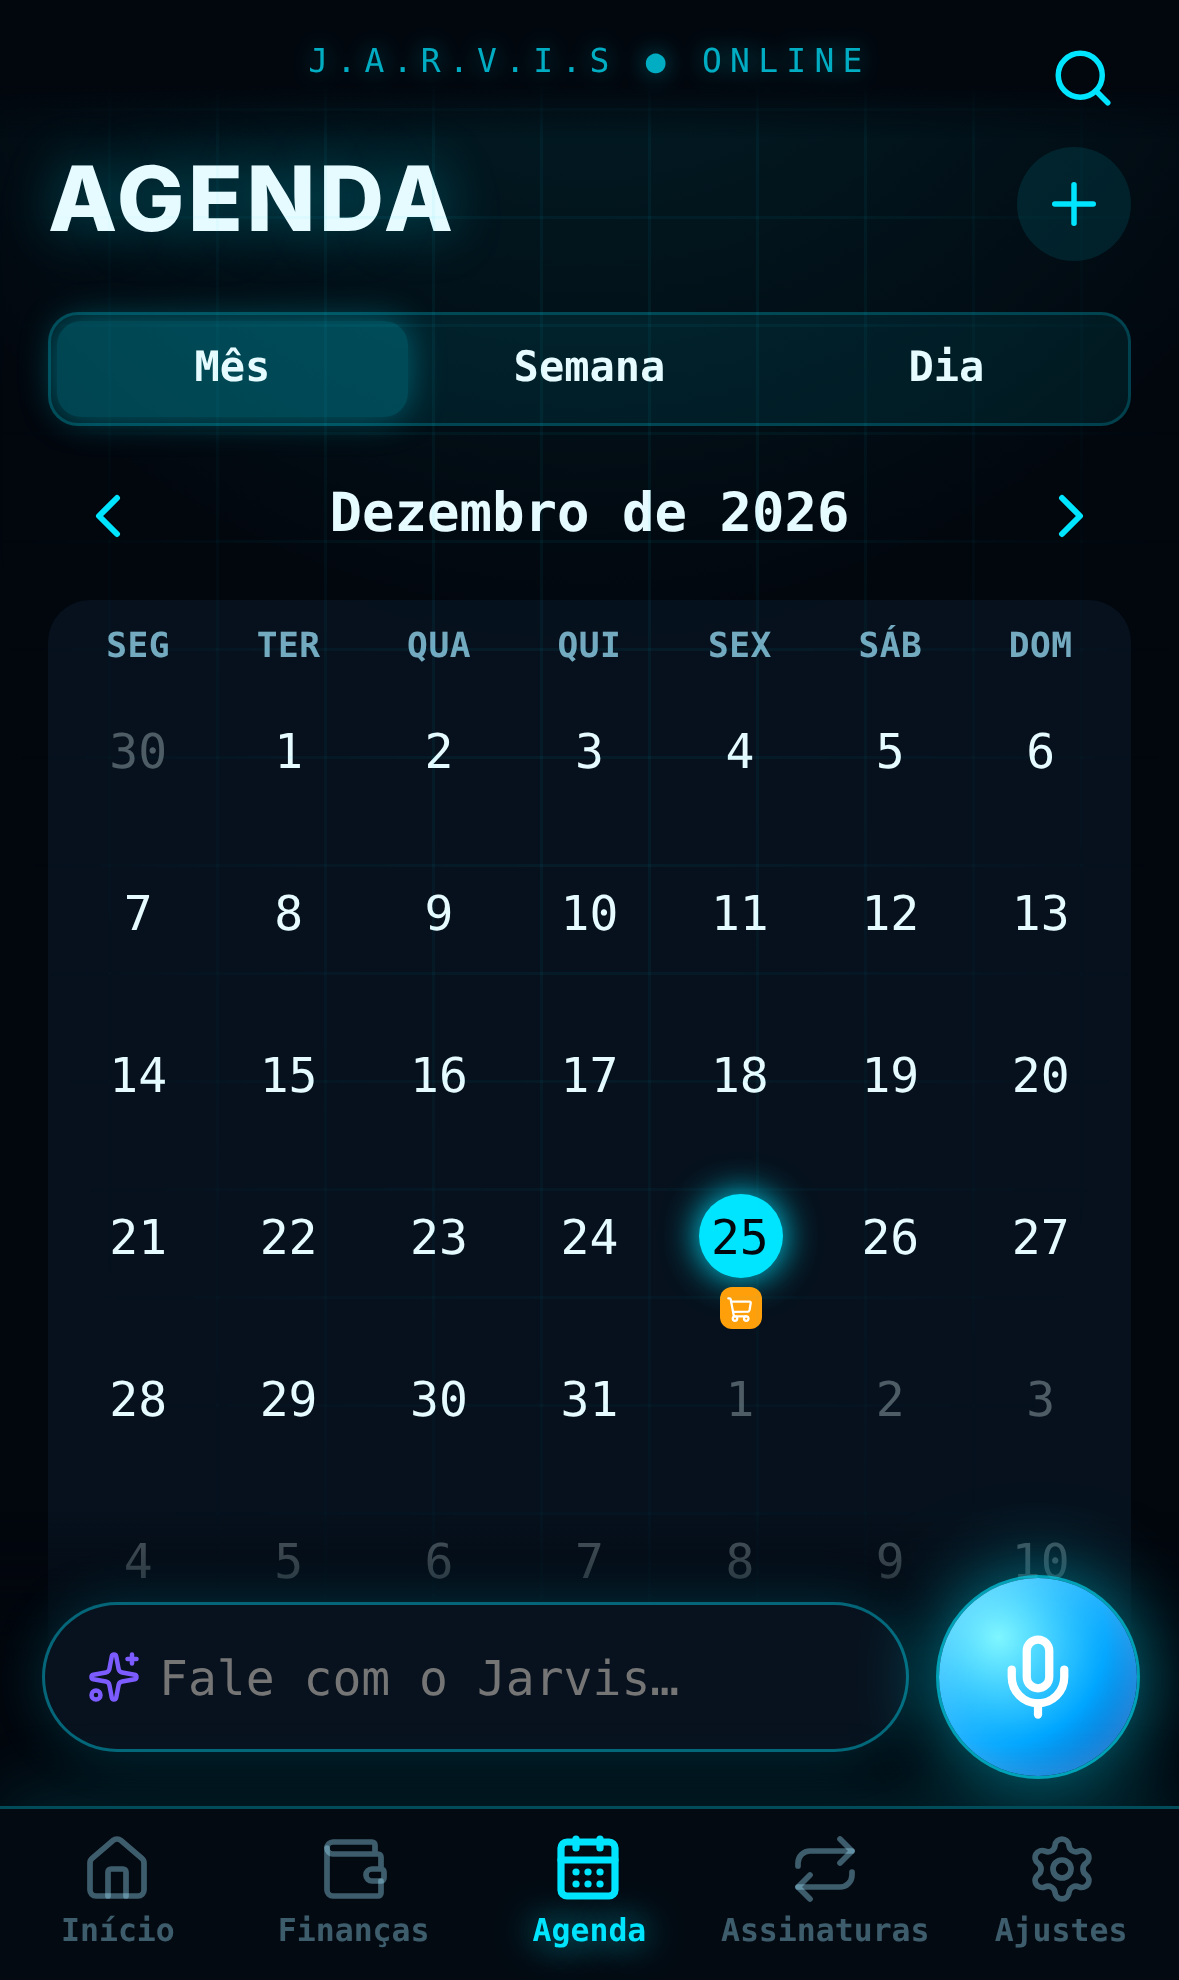 J.A.R.V.I.S ● ONLINE
AGENDA
Mês Semana Dia
Dezembro de 2026
SEG TER QUA QUI SEX SÁB DOM
30 1 2 3 4 5 6
7 8 9 10 11 12 13
14 15 16 17 18 19 20
21 22 23 24 25 26 27
28 29 30 31 1 2 3
4 5 6 7 8 9 10
Fale com o Jarvis…
Início Finanças Agenda Assinaturas Ajustes